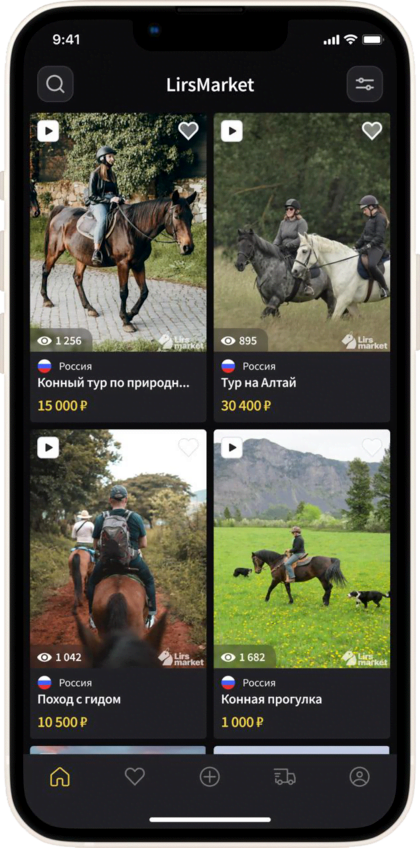 9:41
LirsMarket
1 256
Lirs
market
895
Lirs
market
Россия
Конный тур по природн...
15 000 ₽
Россия
Тур на Алтай
30 400 ₽
1 042
Lirs
market
1 682
Lirs
market
Россия
Поход с гидом
10 500 ₽
Россия
Конная прогулка
1 000 ₽